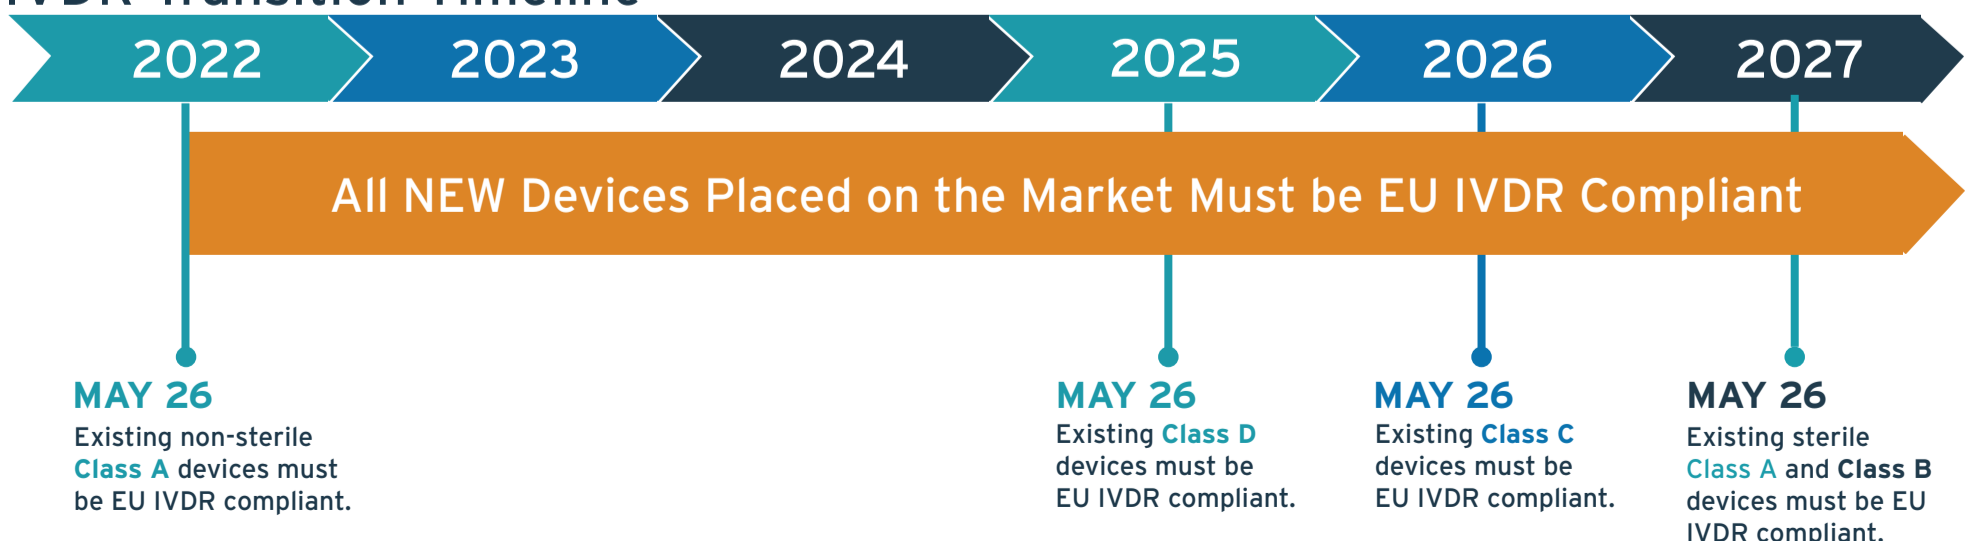 IVDR Transition Timeline
2022 2023 2024 2025 2026 2027
All NEW Devices Placed on the Market Must be EU IVDR Compliant
MAY 26
Existing non-sterile
Class A devices must
be EU IVDR compliant.
MAY 26
Existing Class D
devices must be
EU IVDR compliant.
MAY 26
Existing Class C
devices must be
EU IVDR compliant.
MAY 26
Existing sterile
Class A and Class B
devices must be EU
IVDR compliant.